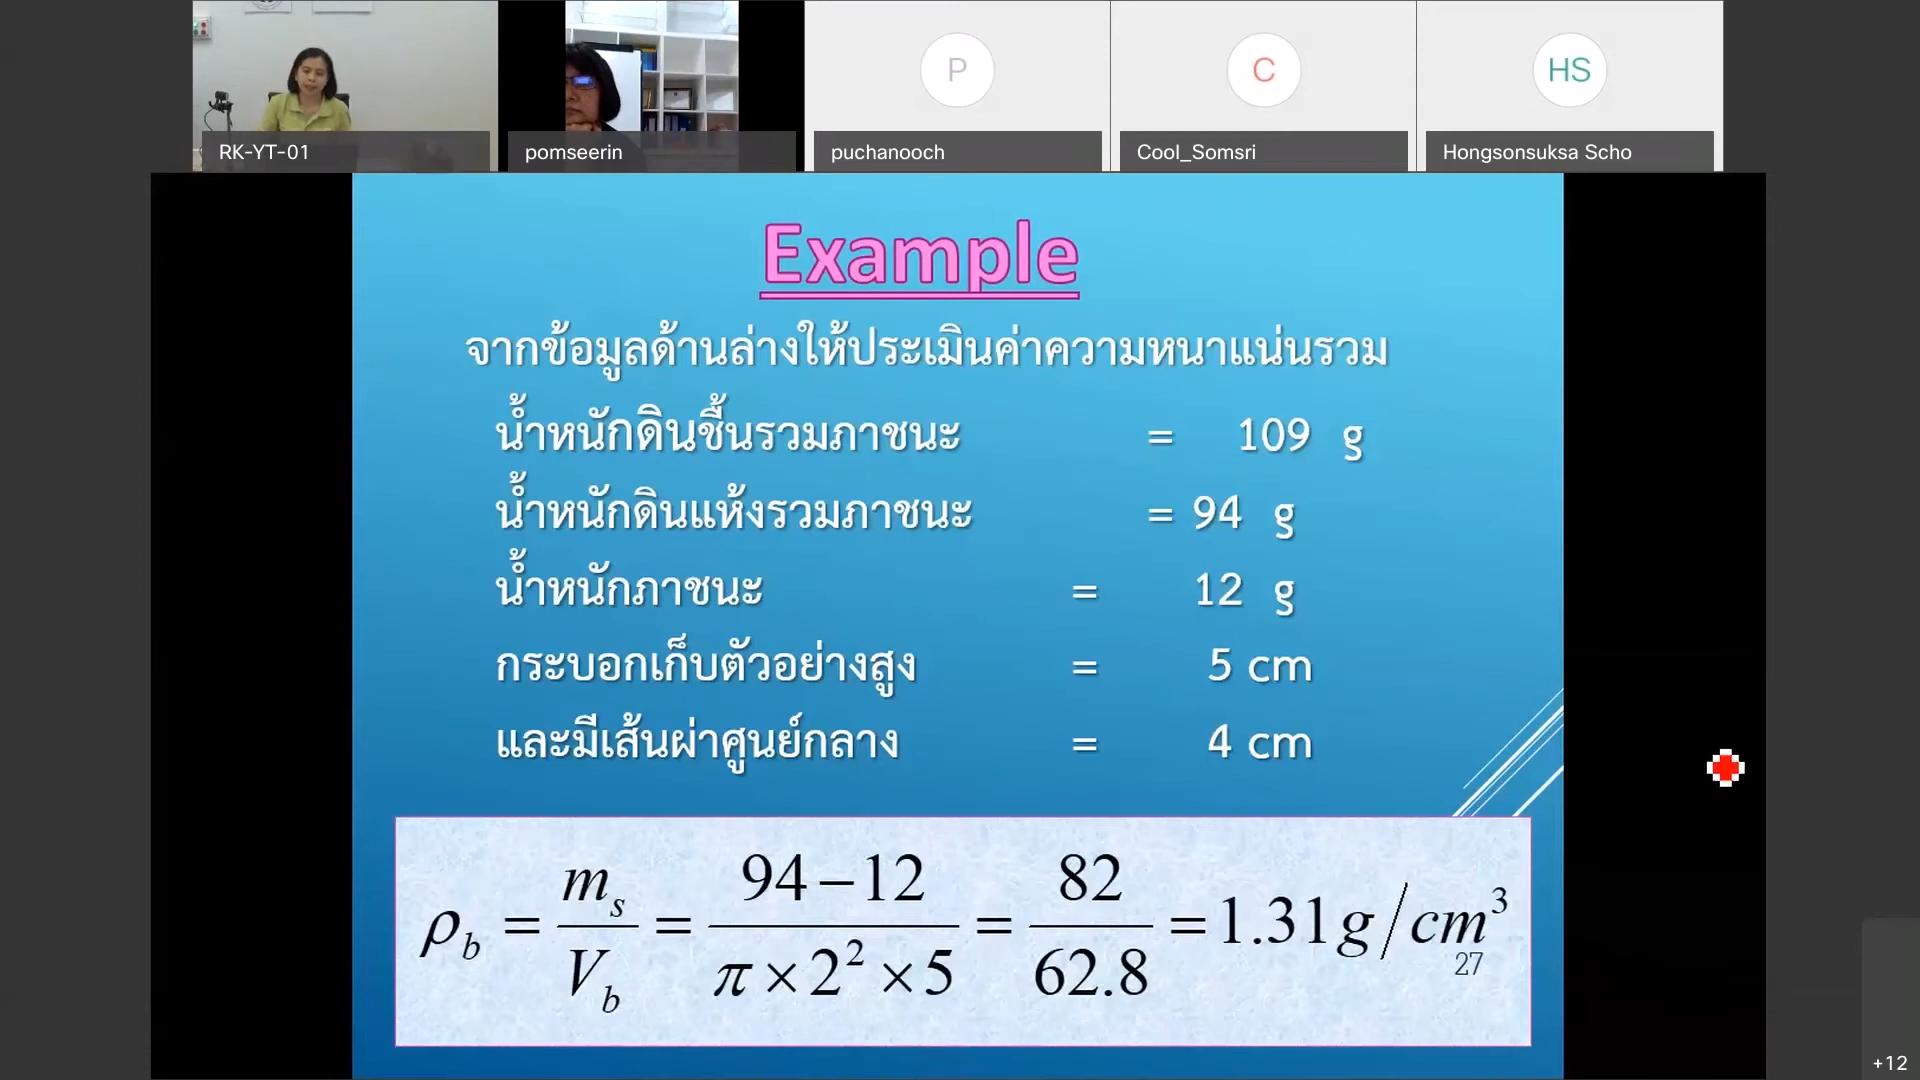 P
C
HS
RK-YT-01
pomseerin
puchanooch
Cool_Somsri
Hongsonsuksa Scho
Example
จากข้อมูลด้านล่างให้ประเมินค่าความหนาแน่นรวม
น้ำหนักดินชื้นรวมภาชนะ = 109 g
น้ำหนักดินแห้งรวมภาชนะ = 94 g
น้ำหนักภาชนะ = 12 g
กระบอกเก็บตัวอย่างสูง = 5 cm
และมีเส้นผ่าศูนย์กลาง = 4 cm
ρ_b = m_s/V_b = (94−12)/(π×2²×5) = 82/62.8 = 1.31g/cm³
27
+12